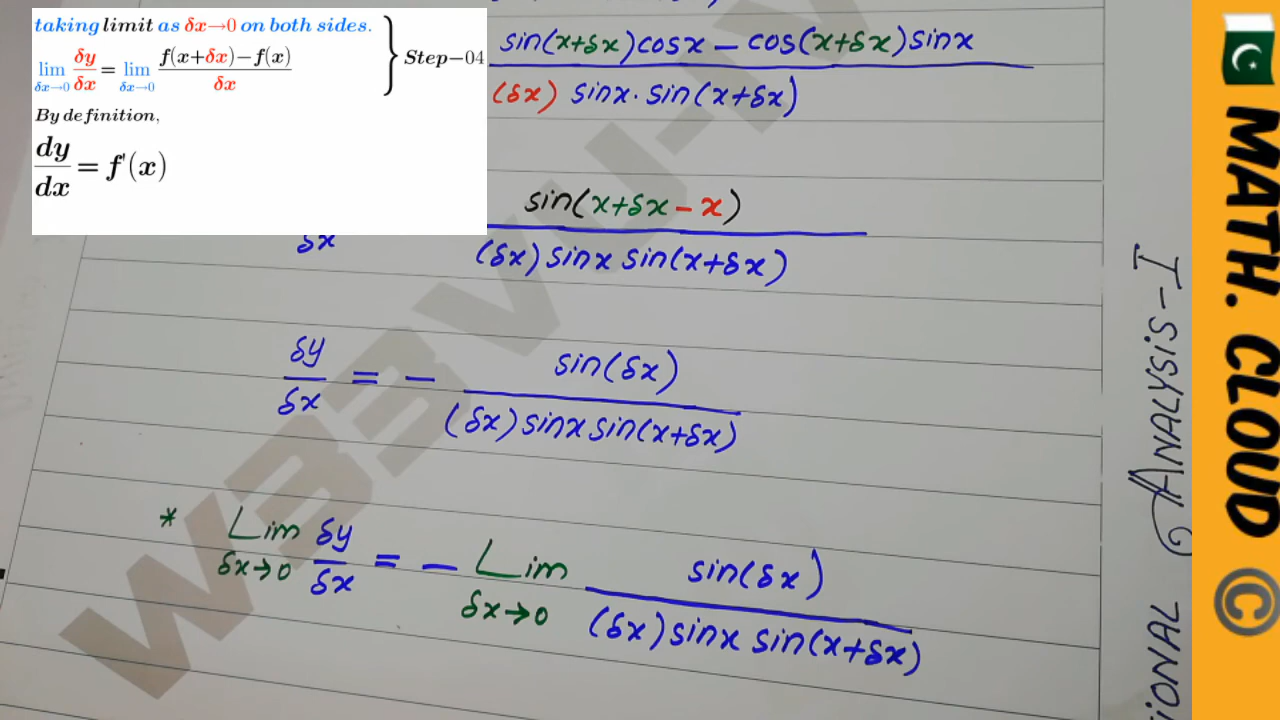 taking limit as δx→0 on both sides.
lim δx→0 δy/δx = lim δx→0 f(x+δx)−f(x)/δx } Step−04
By definition,
dy/dx = f'(x)
sin(x+δx)cosx − cos(x+δx)sinx
(δx) sinx · sin(x+δx)
sin(x+δx−x)
δx (δx) sinx sin(x+δx)
δy/δx = − sin(δx)/(δx) sinx sin(x+δx)
* Lim δx→0 δy/δx = − Lim δx→0 sin(δx)/(δx) sinx sin(x+δx)
IONAL ANALYSIS-I
MATH. CLOUD ©